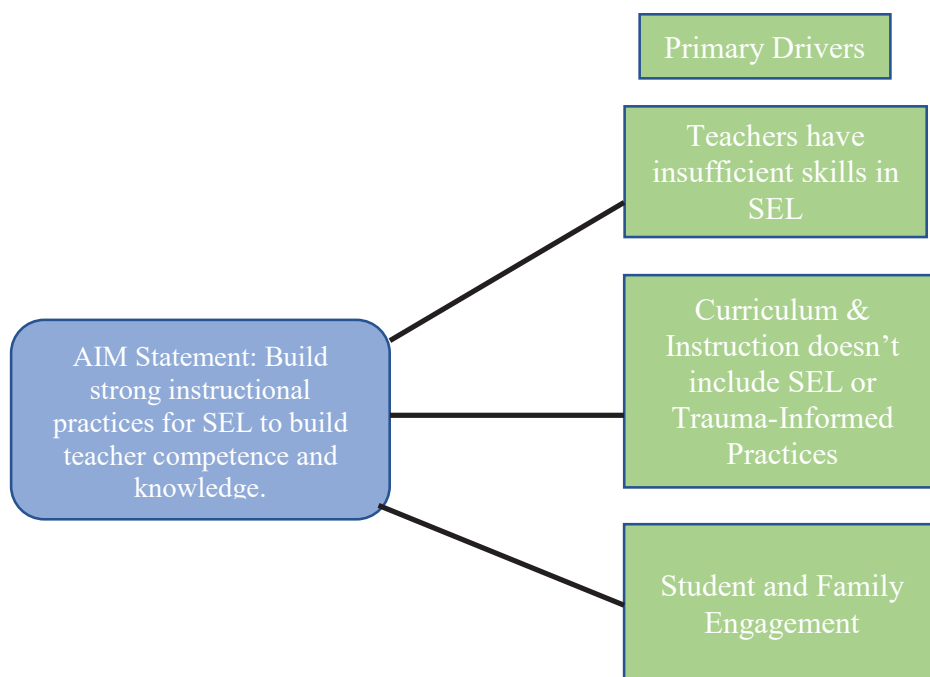 Primary Drivers
Teachers have
insufficient skills in
SEL
Curriculum &
Instruction doesn’t
include SEL or
Trauma-Informed
Practices
AIM Statement: Build
strong instructional
practices for SEL to build
teacher competence and
knowledge.
Student and Family
Engagement